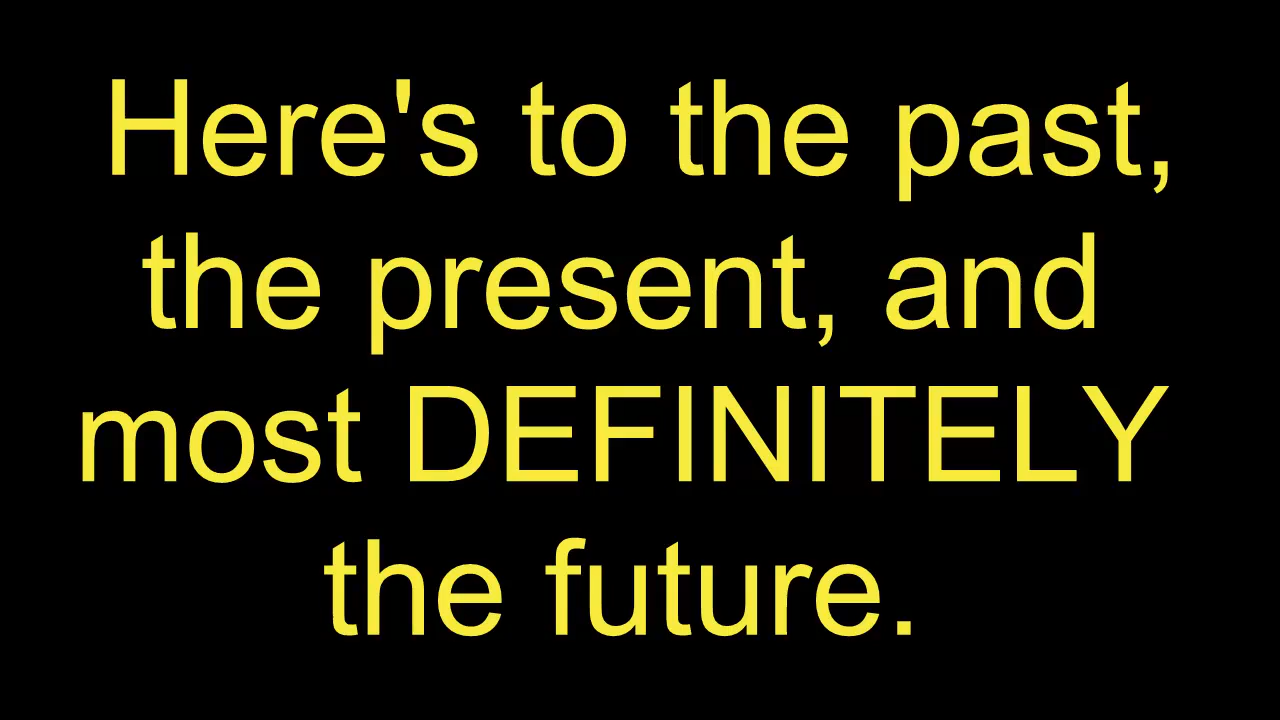 Here's to the past,
the present, and
most DEFINITELY
the future.